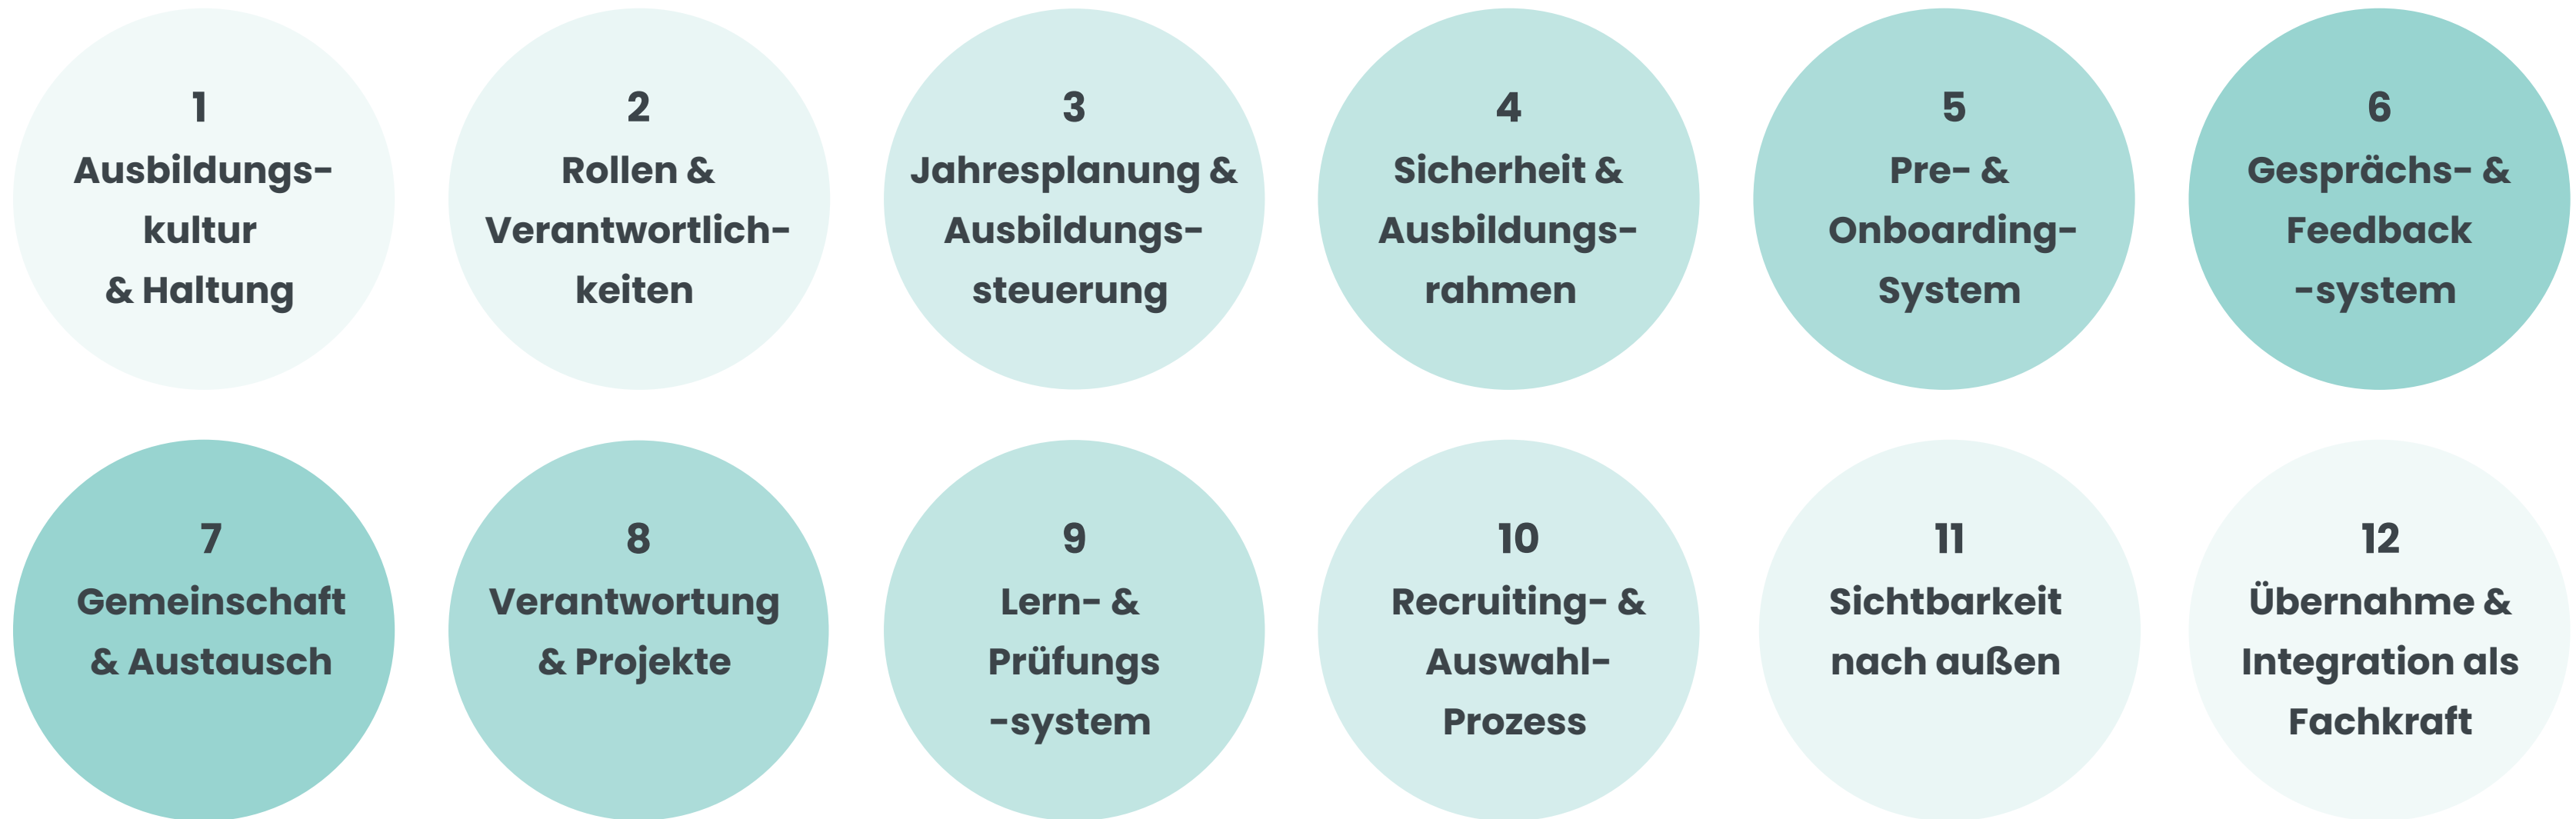 1
Ausbildungs-
kultur
& Haltung
2
Rollen &
Verantwortlich-
keiten
3
Jahresplanung &
Ausbildungs-
steuerung
4
Sicherheit &
Ausbildungs-
rahmen
5
Pre- &
Onboarding-
System
6
Gesprächs- &
Feedback
-system
7
Gemeinschaft
& Austausch
8
Verantwortung
& Projekte
9
Lern- &
Prüfungs
-system
10
Recruiting- &
Auswahl-
Prozess
11
Sichtbarkeit
nach außen
12
Übernahme &
Integration als
Fachkraft